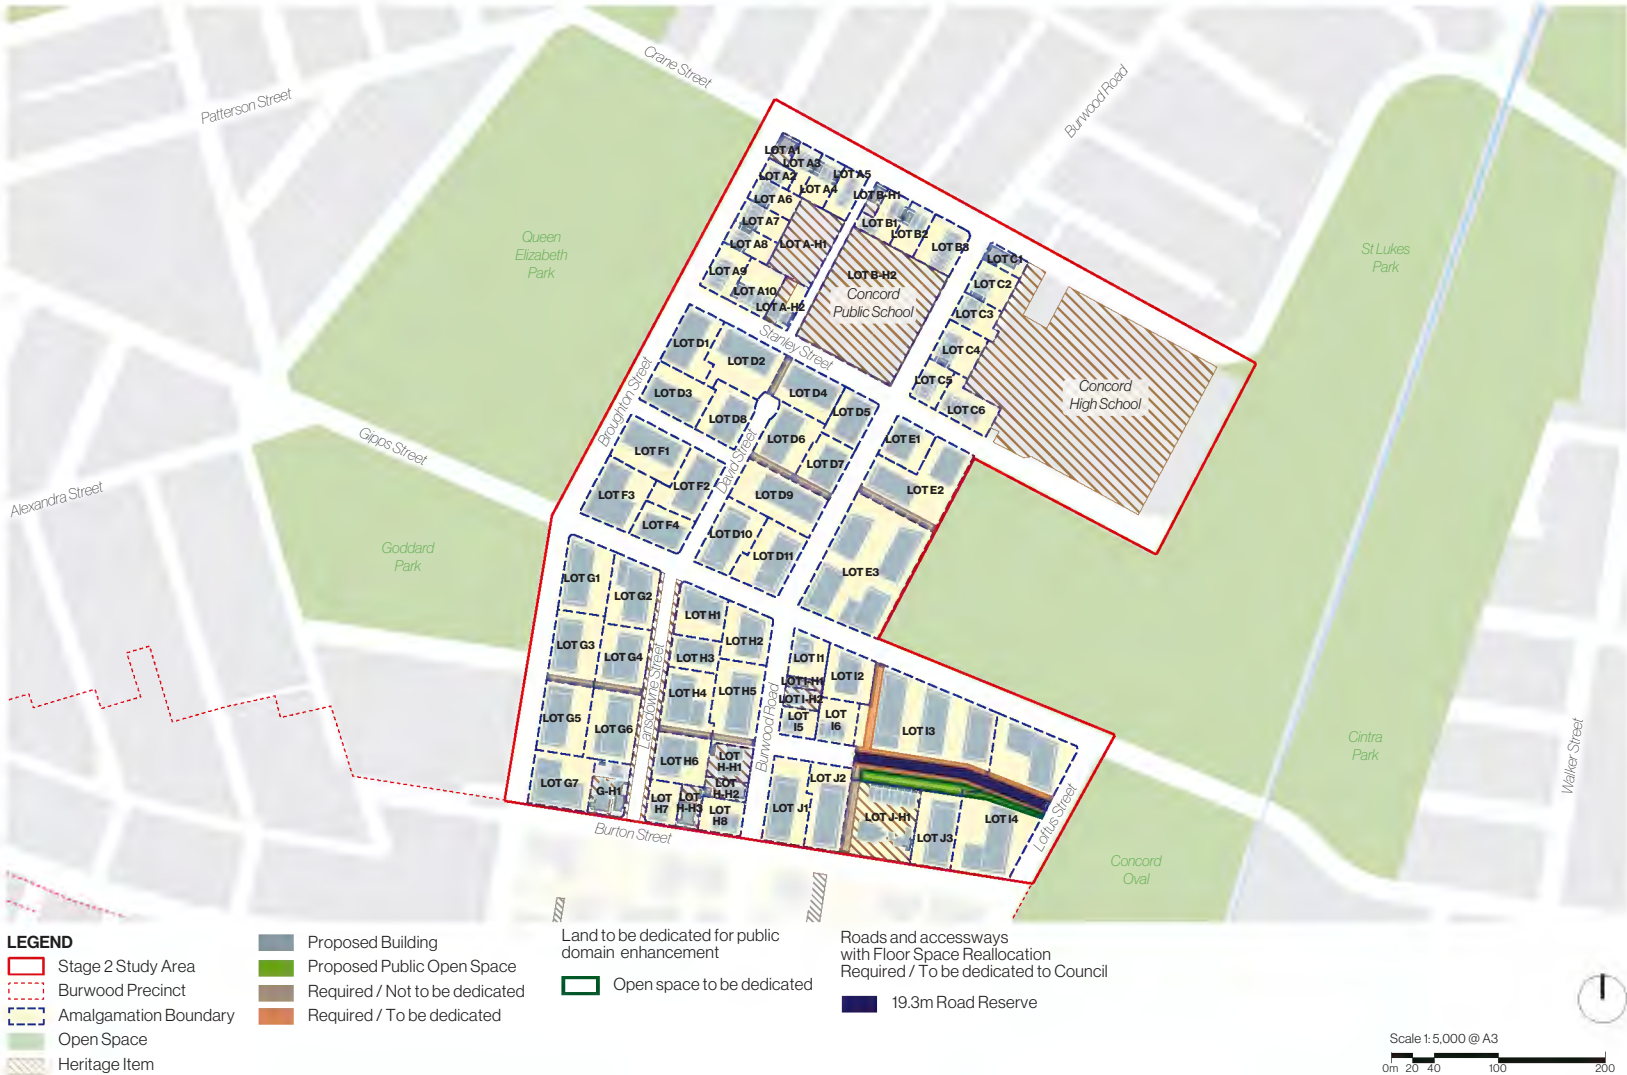 Crane Street
Patterson Street
Burwood Road
Queen
Elizabeth
Park
St Lukes
Park
LOT A1
LOT A3
LOT A2
LOT A5
LOT A4
LOT A6
LOT B-H1
LOT A7
LOT B1
LOT B2
LOT A8
LOT A-H1
LOT B3
LOT C1
LOT A9
LOT B-H2
LOT C2
LOT A10
Concord
Public School
LOT A-H2
LOT C3
Stanley Street
LOT D1
LOT D2
LOT C4
LOT C5
Concord
High School
LOT D3
LOT D4
LOT C6
LOT D8
LOT D5
Broughton Street
LOT D6
LOT E1
David Street
LOT F1
LOT D7
Gipps Street
LOT F2
LOT D9
LOT E2
LOT F3
Alexandra Street
LOT F4
LOT D10
LOT D11
Goddard
Park
LOT E3
LOT G1
LOT G2
LOT H1
LOT H2
LOT G3
LOT G4
LOT H3
LOT I1
LOT I2
LOT I-H1
LOT I-H2
Lansdowne Street
LOT H4
LOT H5
LOT G5
LOT G6
LOT
I5
LOT
I6
LOT I3
Burwood Road
Cintra
Park
Walker Street
LOT H6
LOT
H-H1
LOT G7
G-H1
LOT
H-H2
LOT J2
LOT
H7
LOT
H-H3
LOT
H8
LOT J1
LOT J-H1
LOT J3
LOT I4
Loftus Street
Burton Street
Concord
Oval
LEGEND
Stage 2 Study Area
Burwood Precinct
Amalgamation Boundary
Open Space
Heritage Item
Proposed Building
Proposed Public Open Space
Required / Not to be dedicated
Required / To be dedicated
Land to be dedicated for public
domain enhancement
Open space to be dedicated
Roads and accessways
with Floor Space Reallocation
Required / To be dedicated to Council
19.3m Road Reserve
Scale 1: 5,000 @ A3
0m 20 40 100 200